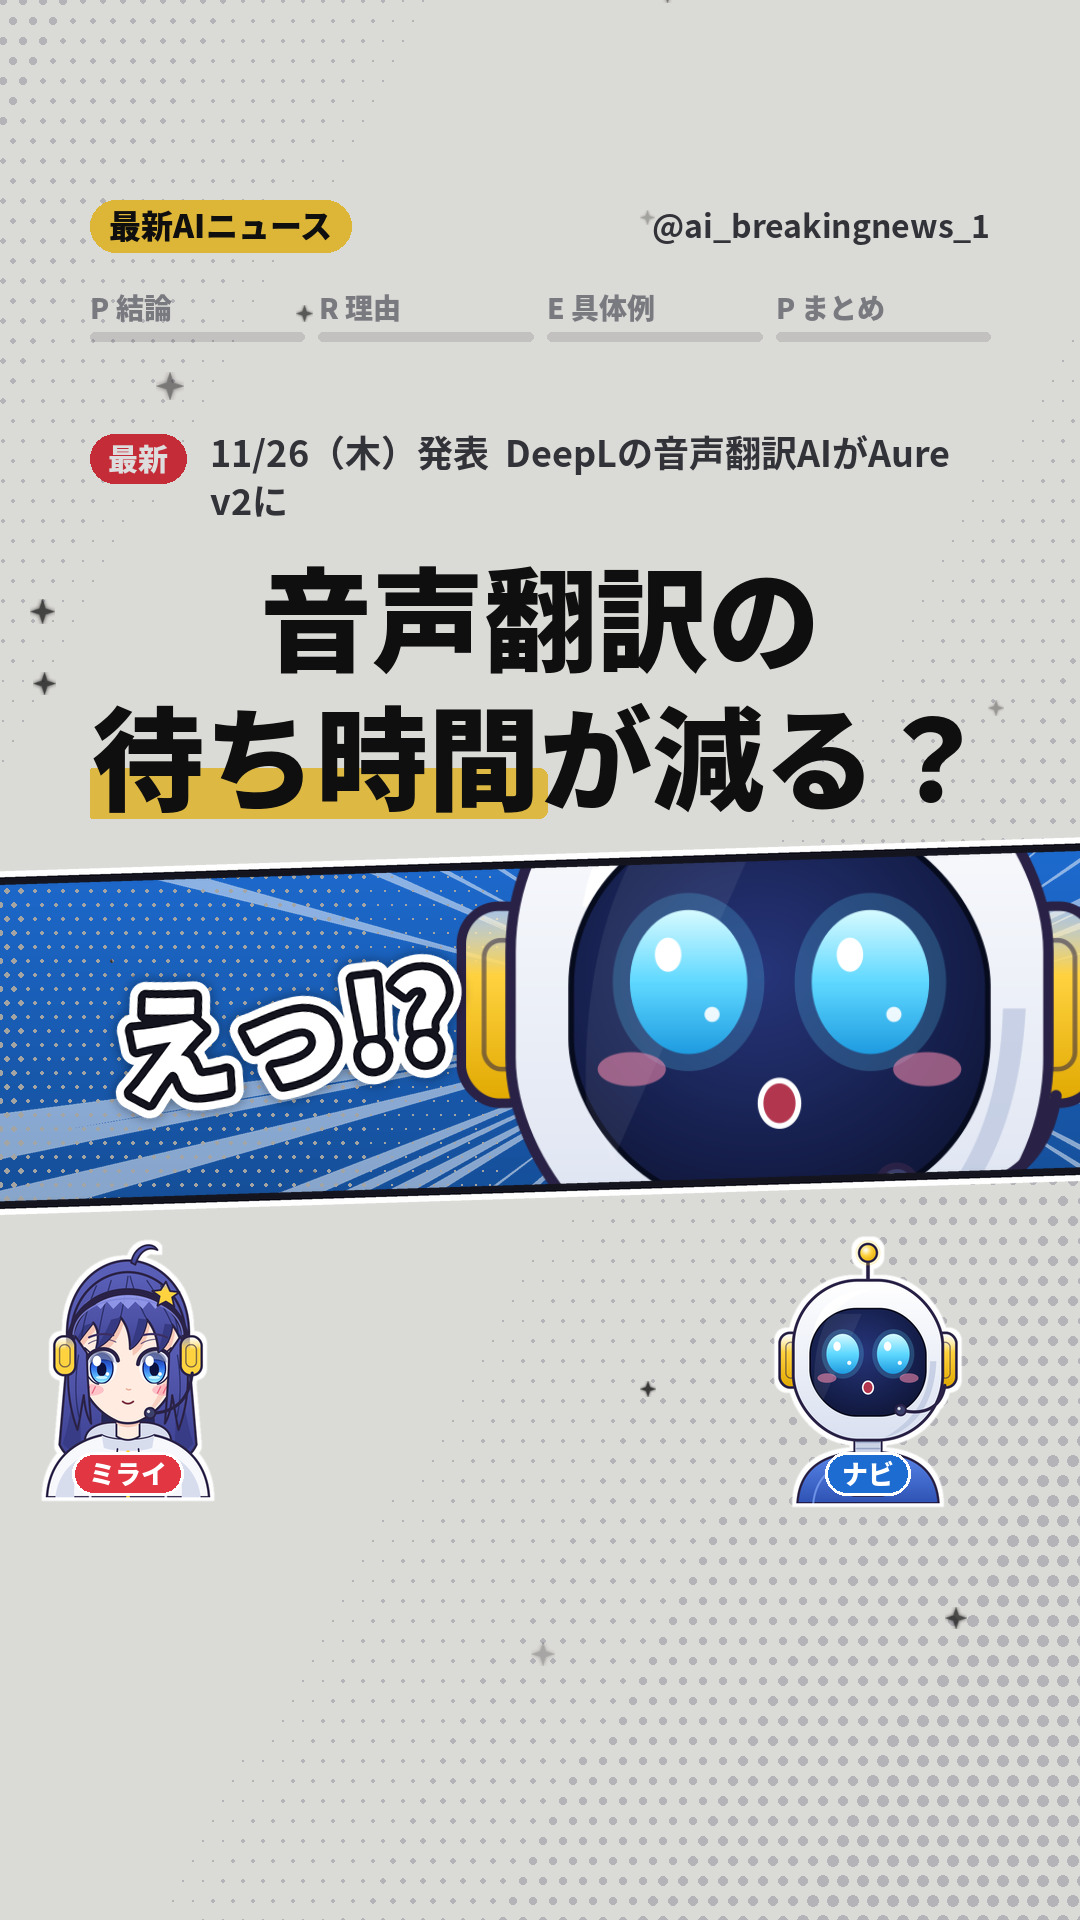 最新AIニュース
@ai_breakingnews_1
P 結論
R 理由
E 具体例
P まとめ
最新
11/26（木）発表 DeepLの音声翻訳AIがAure
v2に
音声翻訳の
待ち時間が減る？
えっ!?
ミライ
ナビ